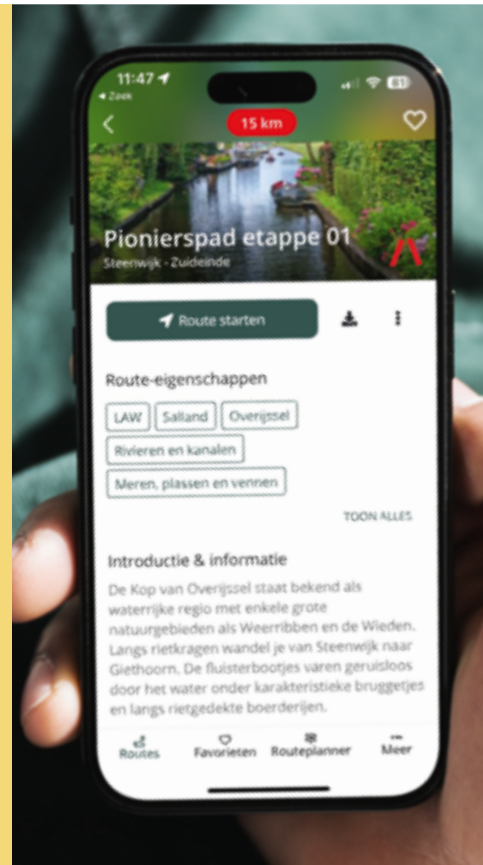 11:47
◂ Zoek
61
15 km
Pionierspad etappe 01
Steenwijk - Zuideinde
Route starten
Route-eigenschappen
LAW Salland Overijssel
Rivieren en kanalen
Meren, plassen en vennen
TOON ALLES
Introductie & informatie
De Kop van Overijssel staat bekend als
waterrijke regio met enkele grote
natuurgebieden als Weerribben en de Wieden.
Langs rietkragen wandel je van Steenwijk naar
Giethoorn. De fluisterbootjes varen geruisloos
door het water onder karakteristieke bruggetjes
en langs rietgedekte boerderijen.
Routes Favorieten Routeplanner Meer